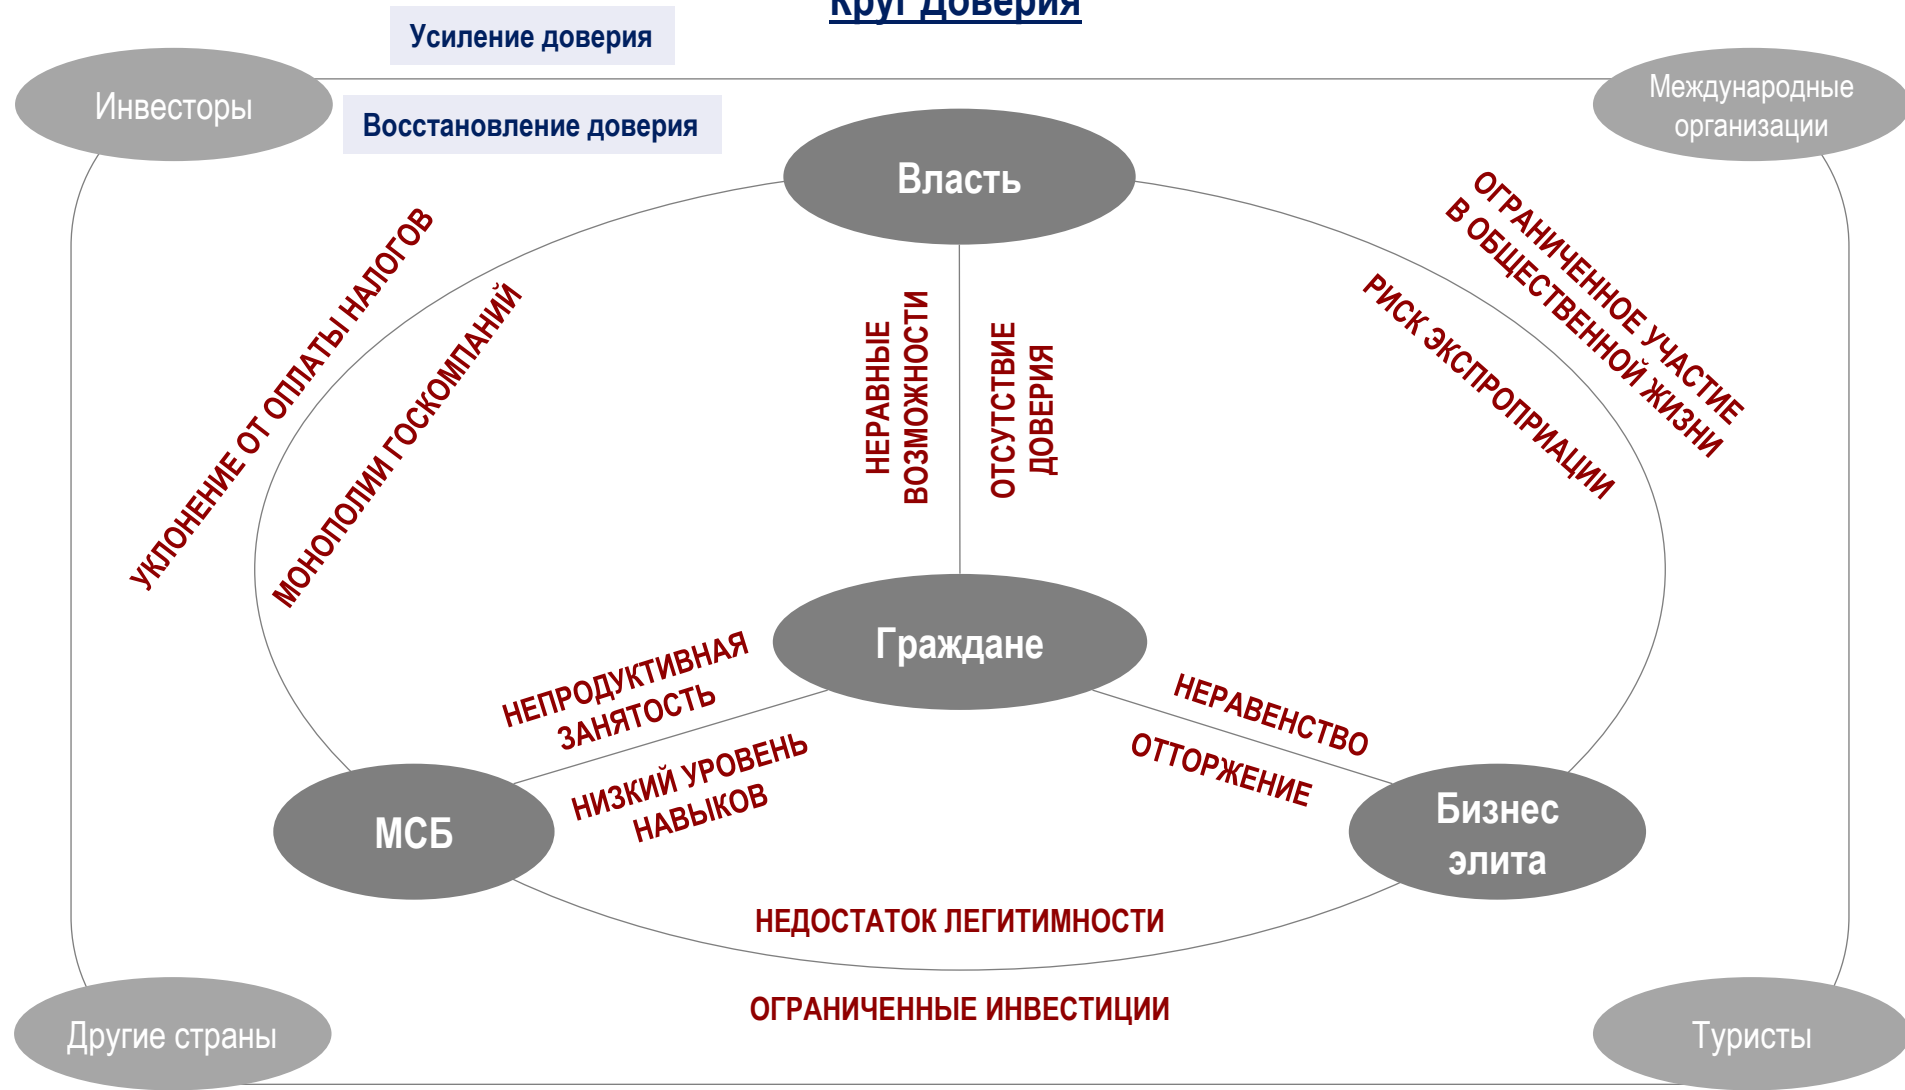 Круг доверия
Усиление доверия
Инвесторы
Международные
организации
Восстановление доверия
Власть
УКЛОНЕНИЕ ОТ ОПЛАТЫ НАЛОГОВ
МОНОПОЛИИ ГОСКОМПАНИЙ
НЕРАВНЫЕ
ВОЗМОЖНОСТИ
ОТСУТСТВИЕ
ДОВЕРИЯ
РИСК ЭКСПРОПРИАЦИИ
ОГРАНИЧЕННОЕ УЧАСТИЕ
В ОБЩЕСТВЕННОЙ ЖИЗНИ
Граждане
НЕПРОДУКТИВНАЯ
ЗАНЯТОСТЬ
НИЗКИЙ УРОВЕНЬ
НАВЫКОВ
НЕРАВЕНСТВО
ОТТОРЖЕНИЕ
МСБ
Бизнес
элита
НЕДОСТАТОК ЛЕГИТИМНОСТИ
ОГРАНИЧЕННЫЕ ИНВЕСТИЦИИ
Другие страны
Туристы